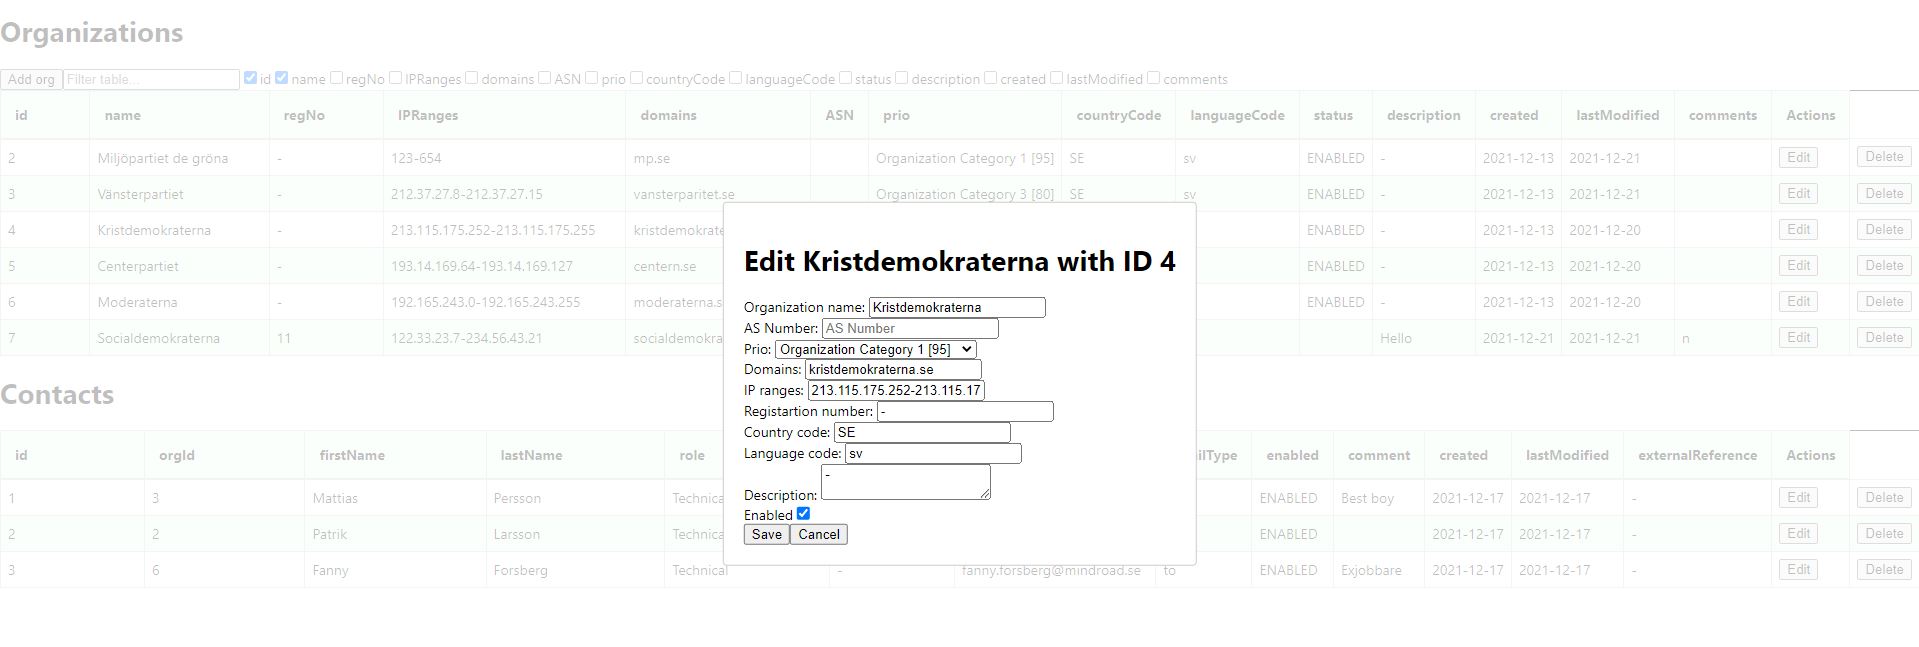 Organizations
Add org Filter table... id name regNo IPRanges domains ASN prio countryCode languageCode status description created lastModified comments
id name regNo IPRanges domains ASN prio countryCode languageCode status description created lastModified comments Actions
2 Miljöpartiet de gröna - 123-654 mp.se Organization Category 1 [95] SE sv ENABLED - 2021-12-13 2021-12-21 Edit Delete
3 Vänsterpartiet - 212.37.27.8-212.37.27.15 vansterparitet.se Organization Category 3 [80] SE sv ENABLED - 2021-12-13 2021-12-21 Edit Delete
4 Kristdemokraterna - 213.115.175.252-213.115.175.255 kristdemokrate ENABLED - 2021-12-13 2021-12-20 Edit Delete
5 Centerpartiet - 193.14.169.64-193.14.169.127 centern.se ENABLED - 2021-12-13 2021-12-20 Edit Delete
6 Moderaterna - 192.165.243.0-192.165.243.255 moderaterna.s ENABLED - 2021-12-13 2021-12-20 Edit Delete
7 Socialdemokraterna 11 122.33.23.7-234.56.43.21 socialdemokra Hello 2021-12-21 2021-12-21 n Edit Delete
Edit Kristdemokraterna with ID 4
Organization name: Kristdemokraterna
AS Number: AS Number
Prio: Organization Category 1 [95]
Domains: kristdemokraterna.se
IP ranges: 213.115.175.252-213.115.17
Registartion number: -
Country code: SE
Language code: sv
Description: -
Enabled
Save Cancel
Contacts
id orgId firstName lastName role ilType enabled comment created lastModified externalReference Actions
1 3 Mattias Persson Technica ENABLED Best boy 2021-12-17 2021-12-17 - Edit Delete
2 2 Patrik Larsson Technica ENABLED 2021-12-17 2021-12-17 - Edit Delete
3 6 Fanny Forsberg Technical - fanny.forsberg@mindroad.se to ENABLED Exjobbare 2021-12-17 2021-12-17 - Edit Delete